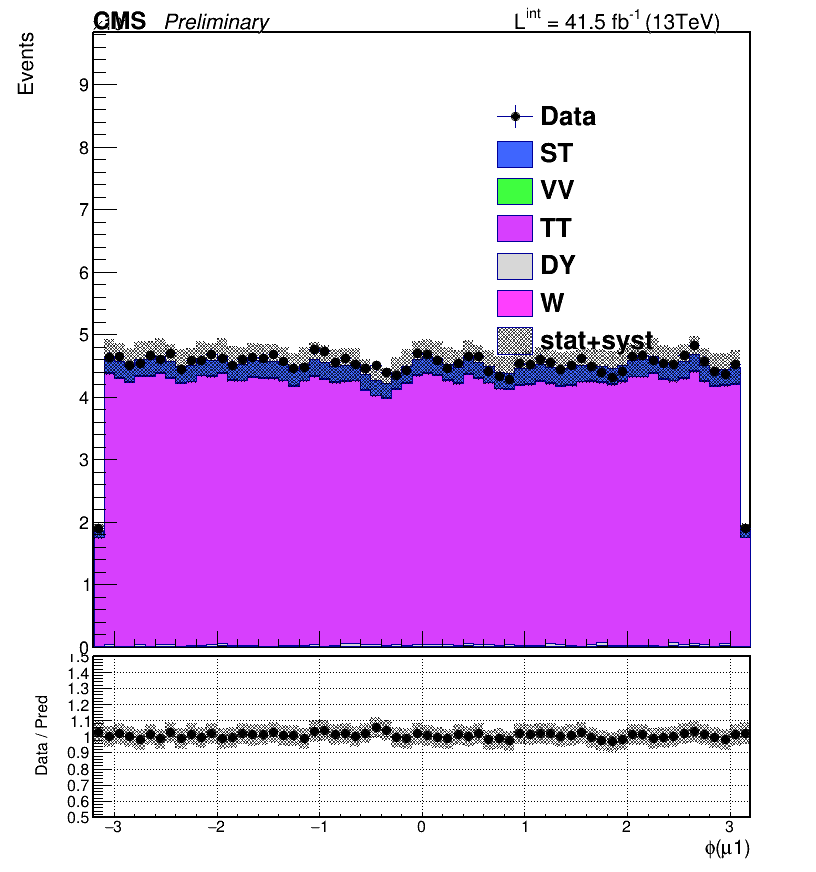 CMS Preliminary L^int = 41.5 fb^-1 (13TeV)
Events
9
8
7
6
5
4
3
2
1
0
Data
ST
VV
TT
DY
W
stat+syst
Data / Pred
1.5
1.4
1.3
1.2
1.1
1
0.9
0.8
0.7
0.6
0.5
−3 −2 −1 0 1 2 3
ϕ(μ1)